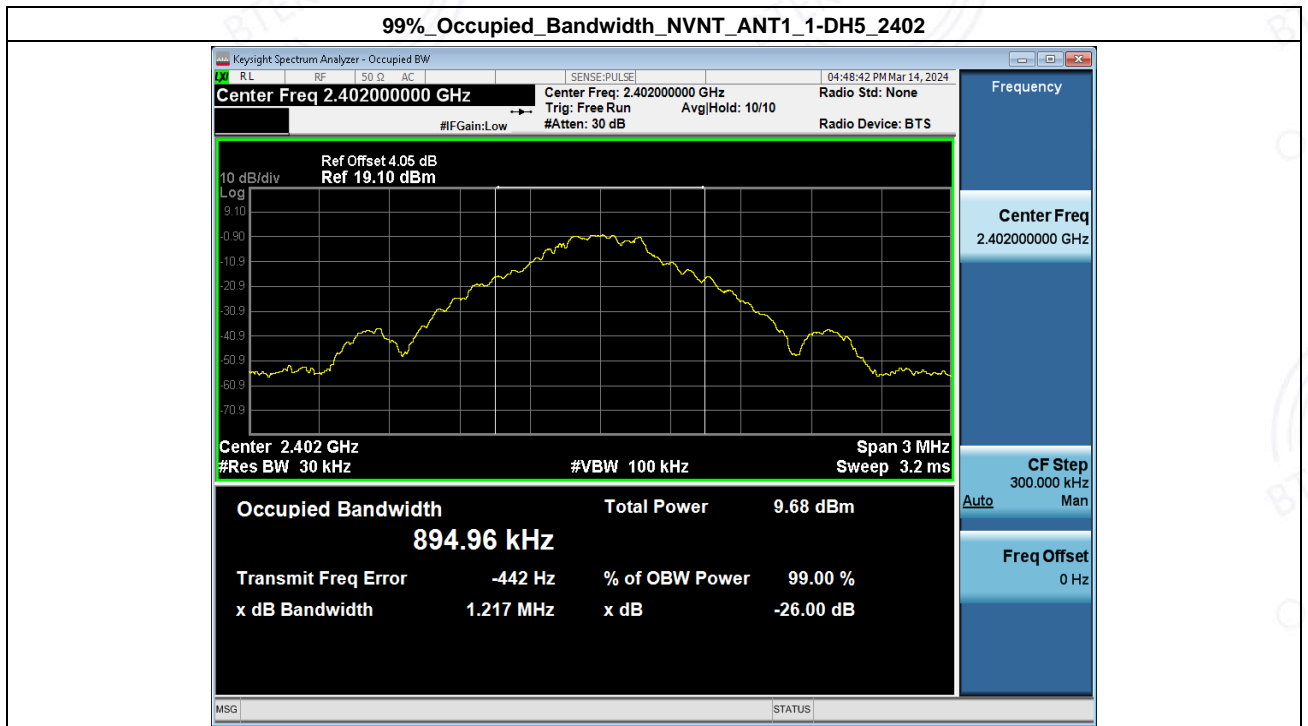 99%_Occupied_Bandwidth_NVNT_ANT1_1-DH5_2402
Keysight Spectrum Analyzer - Occupied BW
LXI RL RF 50 Ω AC SENSE:PULSE 04:48:42 PM Mar 14, 2024
Center Freq 2.402000000 GHz
Center Freq: 2.402000000 GHz Radio Std: None
Trig: Free Run Avg|Hold: 10/10
#IFGain:Low #Atten: 30 dB Radio Device: BTS
Ref Offset 4.05 dB
10 dB/div Ref 19.10 dBm
Log
9.10
-0.90
-10.9
-20.9
-30.9
-40.9
-50.9
-60.9
-70.9
Center 2.402 GHz Span 3 MHz
#Res BW 30 kHz #VBW 100 kHz Sweep 3.2 ms
Occupied Bandwidth Total Power 9.68 dBm
894.96 kHz
Transmit Freq Error -442 Hz % of OBW Power 99.00 %
x dB Bandwidth 1.217 MHz x dB -26.00 dB
MSG STATUS
Frequency
Center Freq
2.402000000 GHz
CF Step
300.000 kHz
Auto Man
Freq Offset
0 Hz